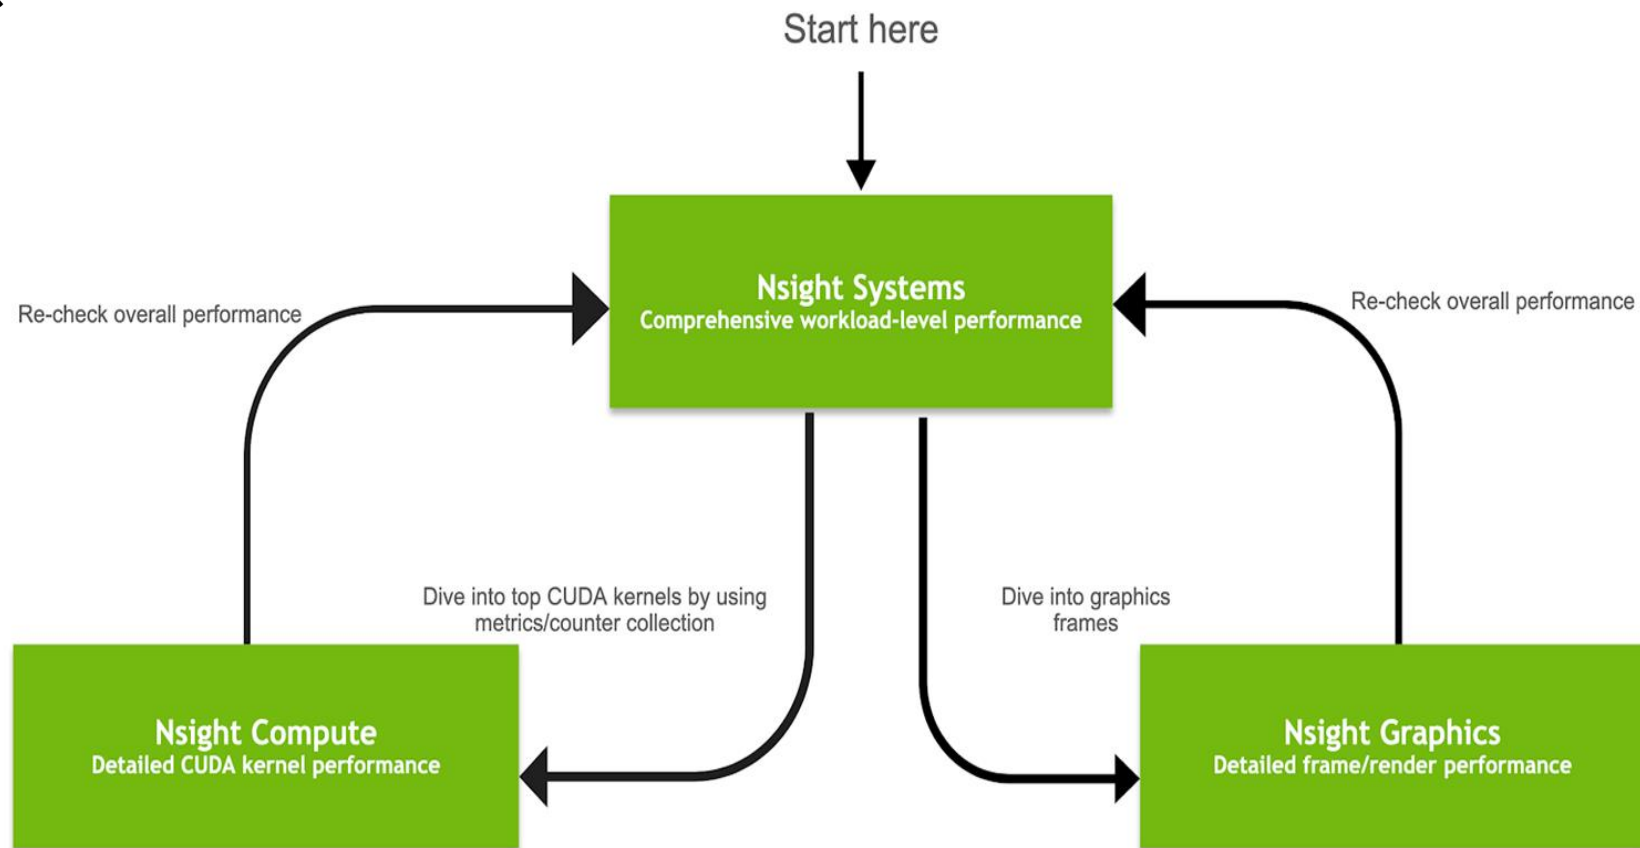 Start here
Nsight Systems
Comprehensive workload-level performance
Re-check overall performance
Re-check overall performance
Dive into top CUDA kernels by using
metrics/counter collection
Dive into graphics
frames
Nsight Compute
Detailed CUDA kernel performance
Nsight Graphics
Detailed frame/render performance